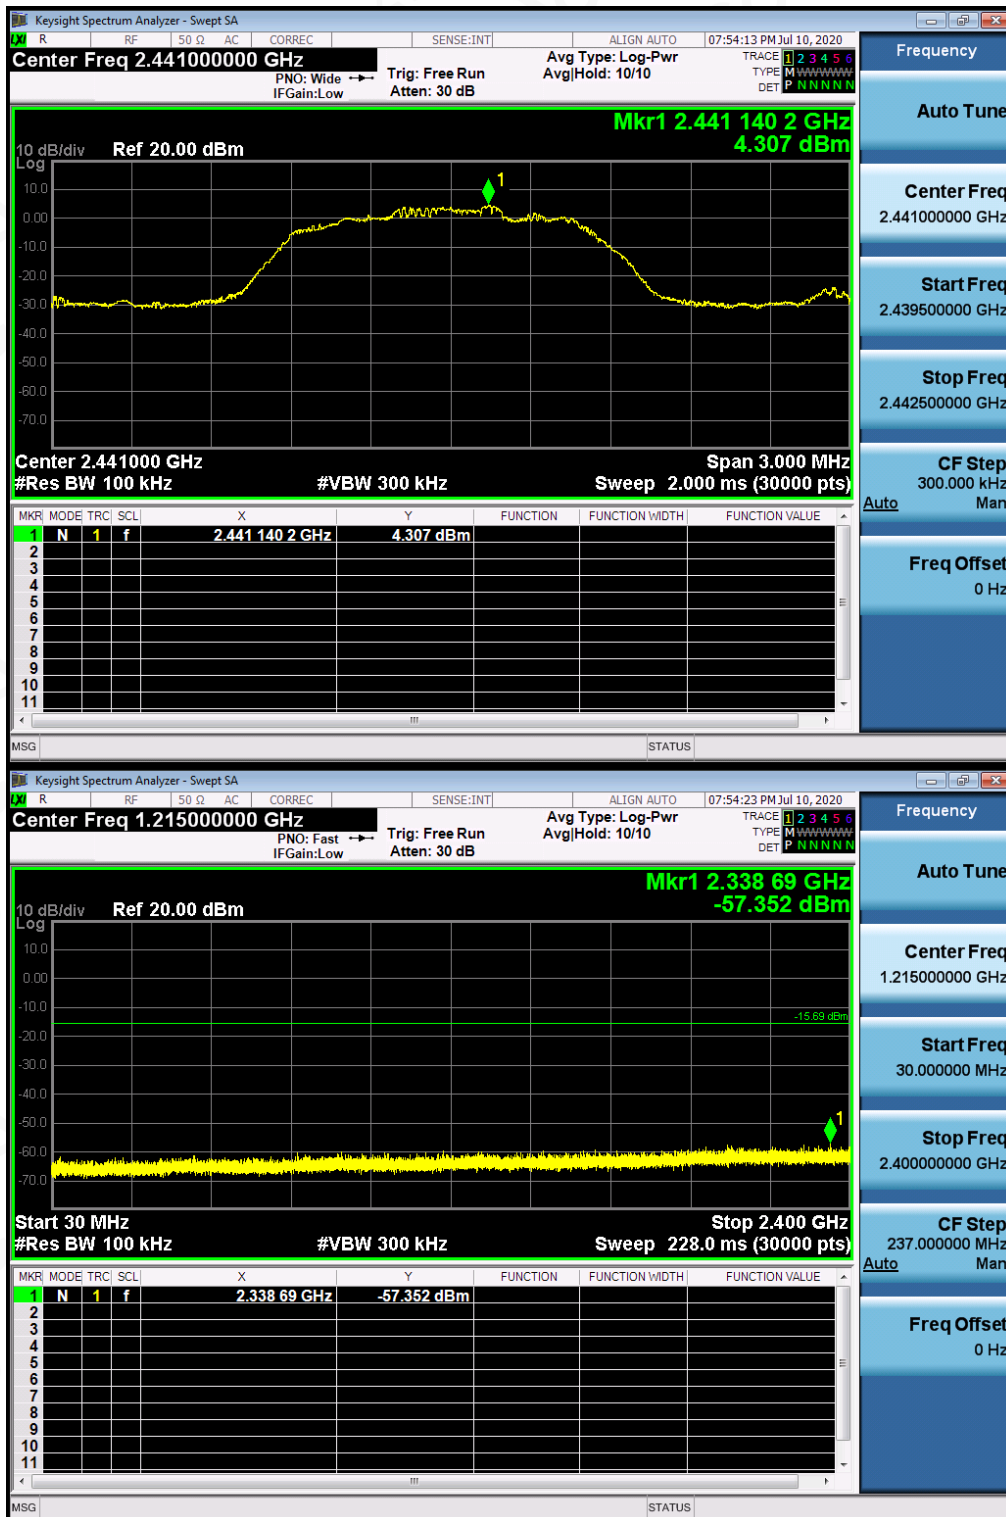 Keysight Spectrum Analyzer - Swept SA
LXI R RF 50 Ω AC CORREC SENSE:INT ALIGN AUTO 07:54:13 PM Jul 10, 2020
Center Freq 2.441000000 GHz
PNO: Wide
IFGain:Low
Trig: Free Run
Atten: 30 dB
Avg Type: Log-Pwr
Avg|Hold: 10/10
TRACE 1 2 3 4 5 6
TYPE M WWWWW
DET P N N N N N
Mkr1 2.441 140 2 GHz
4.307 dBm
10 dB/div
Log
Ref 20.00 dBm
1
10.0
0.00
-10.0
-20.0
-30.0
-40.0
-50.0
-60.0
-70.0
Center 2.441000 GHz
Span 3.000 MHz
#Res BW 100 kHz
#VBW 300 kHz
Sweep 2.000 ms (30000 pts)
MKR MODE TRC SCL X Y FUNCTION FUNCTION WIDTH FUNCTION VALUE
1 N 1 f 2.441 140 2 GHz 4.307 dBm
2
3
4
5
6
7
8
9
10
11
MSG
STATUS
Frequency
Auto Tune
Center Freq
2.441000000 GHz
Start Freq
2.439500000 GHz
Stop Freq
2.442500000 GHz
CF Step
300.000 kHz
Auto Man
Freq Offset
0 Hz
Keysight Spectrum Analyzer - Swept SA
LXI R RF 50 Ω AC CORREC SENSE:INT ALIGN AUTO 07:54:23 PM Jul 10, 2020
Center Freq 1.215000000 GHz
PNO: Fast
IFGain:Low
Trig: Free Run
Atten: 30 dB
Avg Type: Log-Pwr
Avg|Hold: 10/10
TRACE 1 2 3 4 5 6
TYPE M WWWWW
DET P N N N N N
Mkr1 2.338 69 GHz
-57.352 dBm
10 dB/div
Log
Ref 20.00 dBm
10.0
0.00
-10.0
-15.69 dBm
-20.0
-30.0
-40.0
-50.0
1
-60.0
-70.0
Start 30 MHz
Stop 2.400 GHz
#Res BW 100 kHz
#VBW 300 kHz
Sweep 228.0 ms (30000 pts)
MKR MODE TRC SCL X Y FUNCTION FUNCTION WIDTH FUNCTION VALUE
1 N 1 f 2.338 69 GHz -57.352 dBm
2
3
4
5
6
7
8
9
10
11
MSG
STATUS
Frequency
Auto Tune
Center Freq
1.215000000 GHz
Start Freq
30.000000 MHz
Stop Freq
2.400000000 GHz
CF Step
237.000000 MHz
Auto Man
Freq Offset
0 Hz